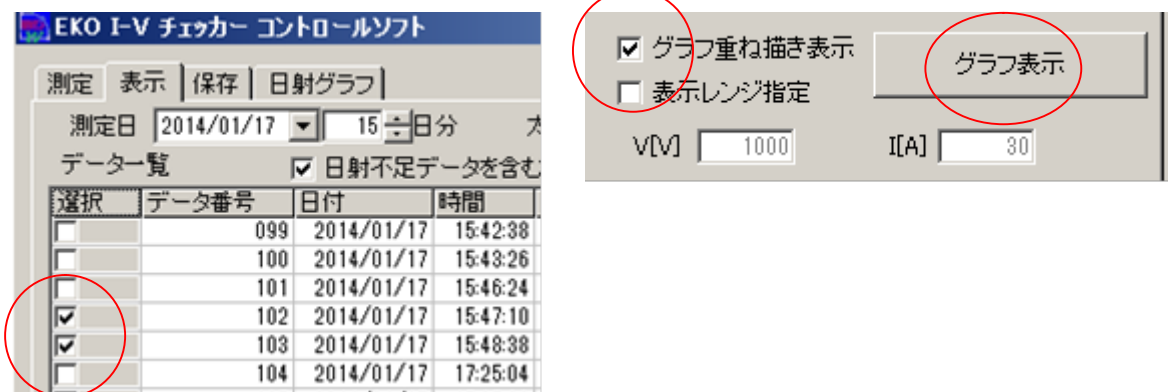 EKO I-V チェッカー コントロールソフト
測定 表示 保存 日射グラフ
測定日 2014/01/17 15 日分
データ一覧 日射不足データを含む
選択 データ番号 日付 時間
099 2014/01/17 15:42:38
100 2014/01/17 15:43:26
101 2014/01/17 15:46:24
102 2014/01/17 15:47:10
103 2014/01/17 15:48:38
104 2014/01/17 17:25:04
グラフ重ね描き表示
グラフ表示
表示レンジ指定
V[V] 1000 I[A] 30